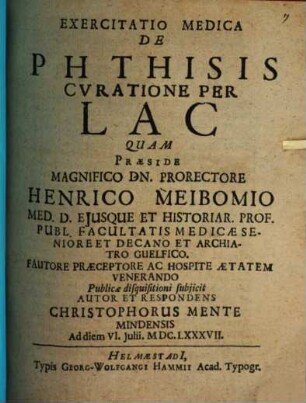 EXERCITATIO MEDICA
DE
PHTHISIS
CVRATIONE PER
LAC
QUAM
PRÆSIDE
MAGNIFICO DN. PRORECTORE
HENRICO MEIBOMIO
MED. D. EJUSQUE ET HISTORIAR. PROF.
PUBL. FACULTATIS MEDICÆ SE-
NIORE ET DECANO ET ARCHIA-
TRO GUELFICO.
FAUTORE PRÆCEPTORE AC HOSPITE ÆTATEM
VENERANDO
Publicæ disquisitioni subjicit
AUTOR ET RESPONDENS
CHRISTOPHORUS MENTE
MINDENSIS
Ad diem VI. Julii. M DC. LXXXVII.
HELMÆSTADI,
Typis GEORG-WOLFGANGI HAMMII Acad. Typogr.